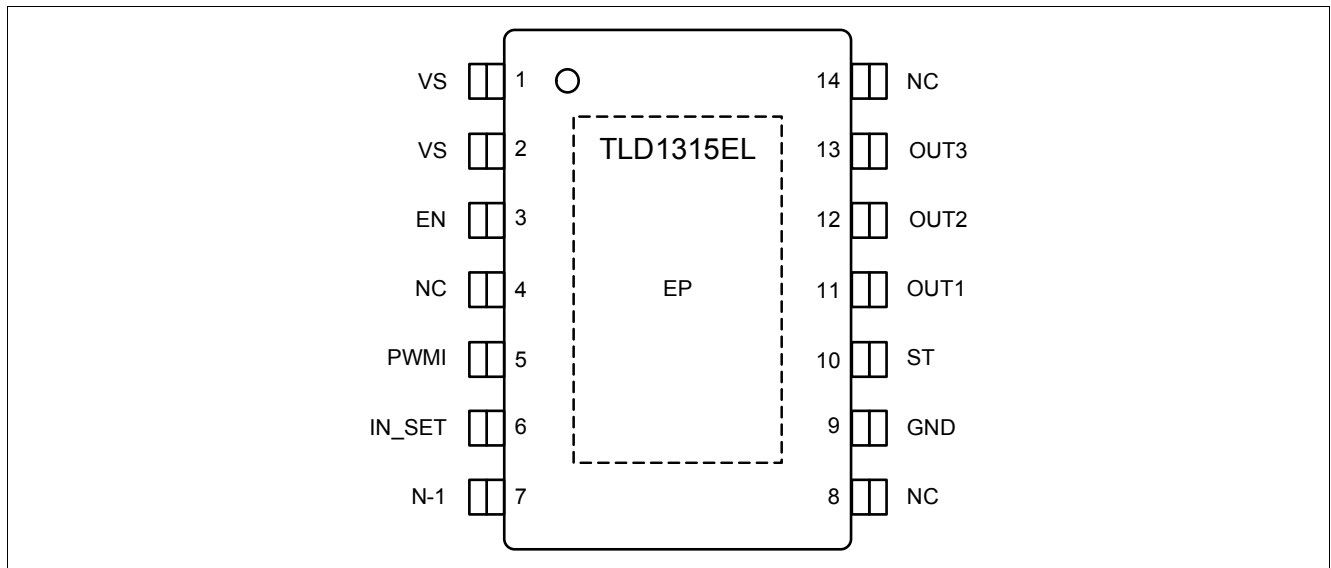 VS 1 14 NC
VS 2 TLD1315EL 13 OUT3
EN 3 12 OUT2
NC 4 EP 11 OUT1
PWMI 5 10 ST
IN_SET 6 9 GND
N-1 7 8 NC